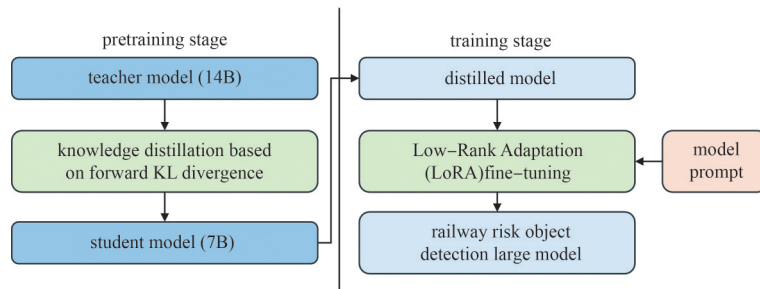 pretraining stage
teacher model (14B)
knowledge distillation based
on forward KL divergence
student model (7B)
training stage
distilled model
Low−Rank Adaptation
(LoRA)fine−tuning
model
prompt
railway risk object
detection large model